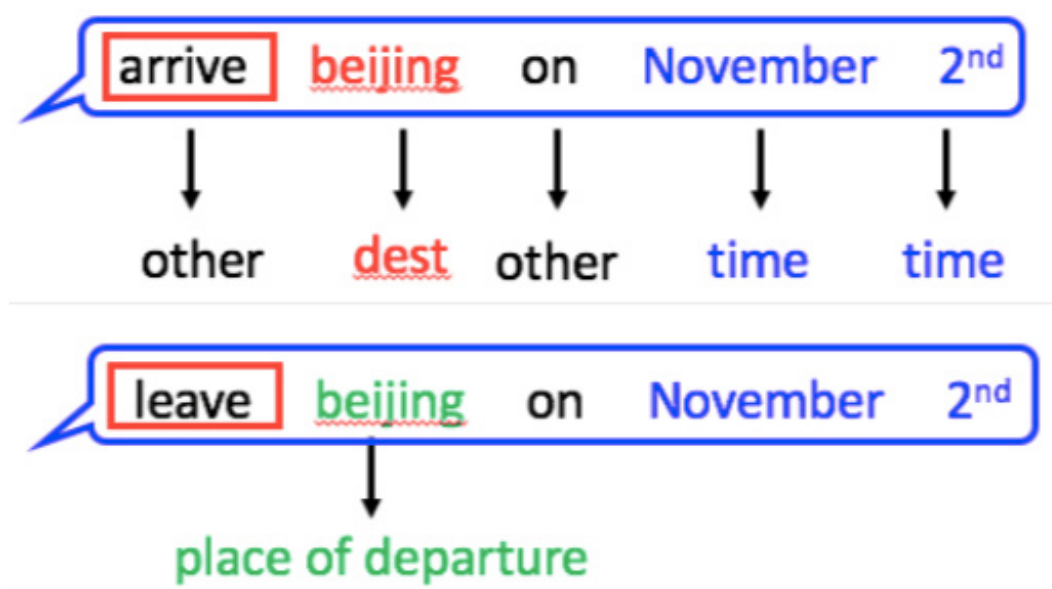 arrive beijing on November 2nd
other dest other time time
leave beijing on November 2nd
place of departure